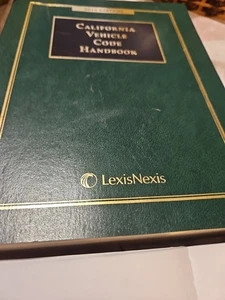 CALIFORNIA
VEHICLE
CODE
HANDBOOK
LexisNexis